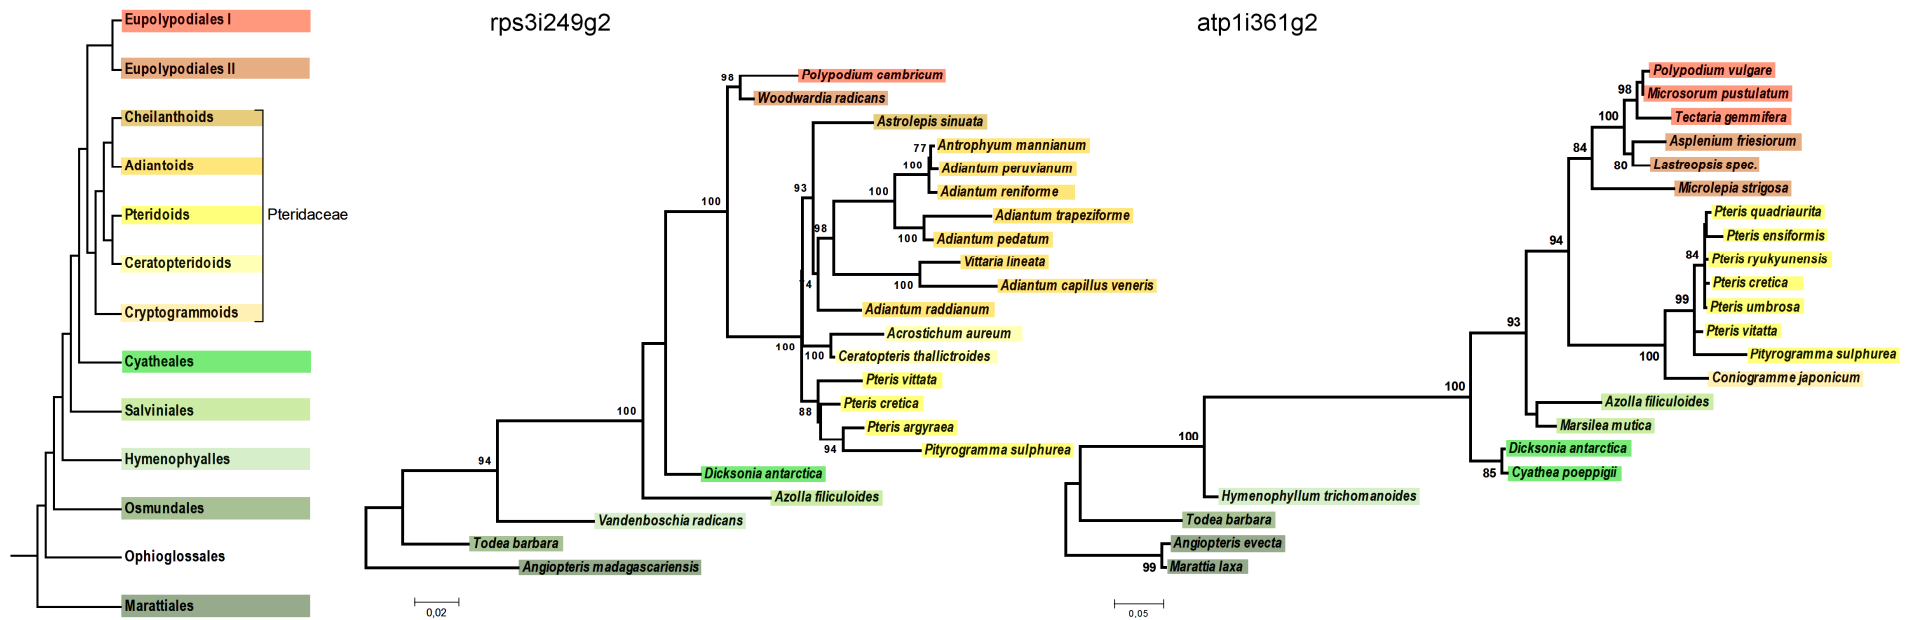 rps3i249g2
atp1i361g2
Eupolypodiales I
Eupolypodiales II
Cheilanthoids
Adiantoids
Pteridoids
Pteridaceae
Ceratopteridoids
Cryptogrammoids
Cyatheales
Salviniales
Hymenophyalles
Osmundales
Ophioglossales
Marattiales
98
Polypodium cambricum
Woodwardia radicans
Astrolepis sinuata
77
Antrophyum mannianum
100
Adiantum peruvianum
93
100
Adiantum reniforme
100
Adiantum trapeziforme
98
100
Adiantum pedatum
Vittaria lineata
4
100
Adiantum capillus veneris
Adiantum raddianum
Acrostichum aureum
100
100
Ceratopteris thallictroides
Pteris vittata
88
Pteris cretica
100
Pteris argyraea
94
Pityrogramma sulphurea
94
Dicksonia antarctica
Azolla filiculoides
Vandenboschia radicans
Todea barbara
Angiopteris madagascariensis
0,02
Polypodium vulgare
98
Microsorum pustulatum
100
Tectaria gemmifera
84
Asplenium friesiorum
80
Lastreopsis spec.
Microlepia strigosa
Pteris quadriaurita
94
Pteris ensiformis
84
Pteris ryukyunensis
Pteris cretica
99
Pteris umbrosa
93
Pteris vitatta
100
Pityrogramma sulphurea
Coniogramme japonicum
100
Azolla filiculoides
Marsilea mutica
100
Dicksonia antarctica
85
Cyathea poeppigii
Hymenophyllum trichomanoides
Todea barbara
Angiopteris evecta
99
Marattia laxa
0,05